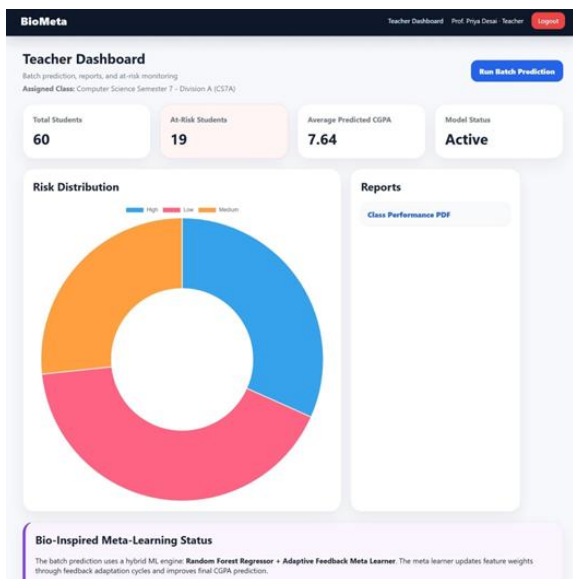 BioMeta
Teacher Dashboard Prof. Priya Desai · Teacher Logout
Teacher Dashboard
Batch prediction, reports, and at-risk monitoring
Assigned Class: Computer Science Semester 7 - Division A (CS7A)
Run Batch Prediction
Total Students
60
At-Risk Students
19
Average Predicted CGPA
7.64
Model Status
Active
Risk Distribution
High Low Medium
Reports
Class Performance PDF
Bio-Inspired Meta-Learning Status
The batch prediction uses a hybrid ML engine: Random Forest Regressor + Adaptive Feedback Meta Learner. The meta learner updates feature weights
through feedback adaptation cycles and improves final CGPA prediction.